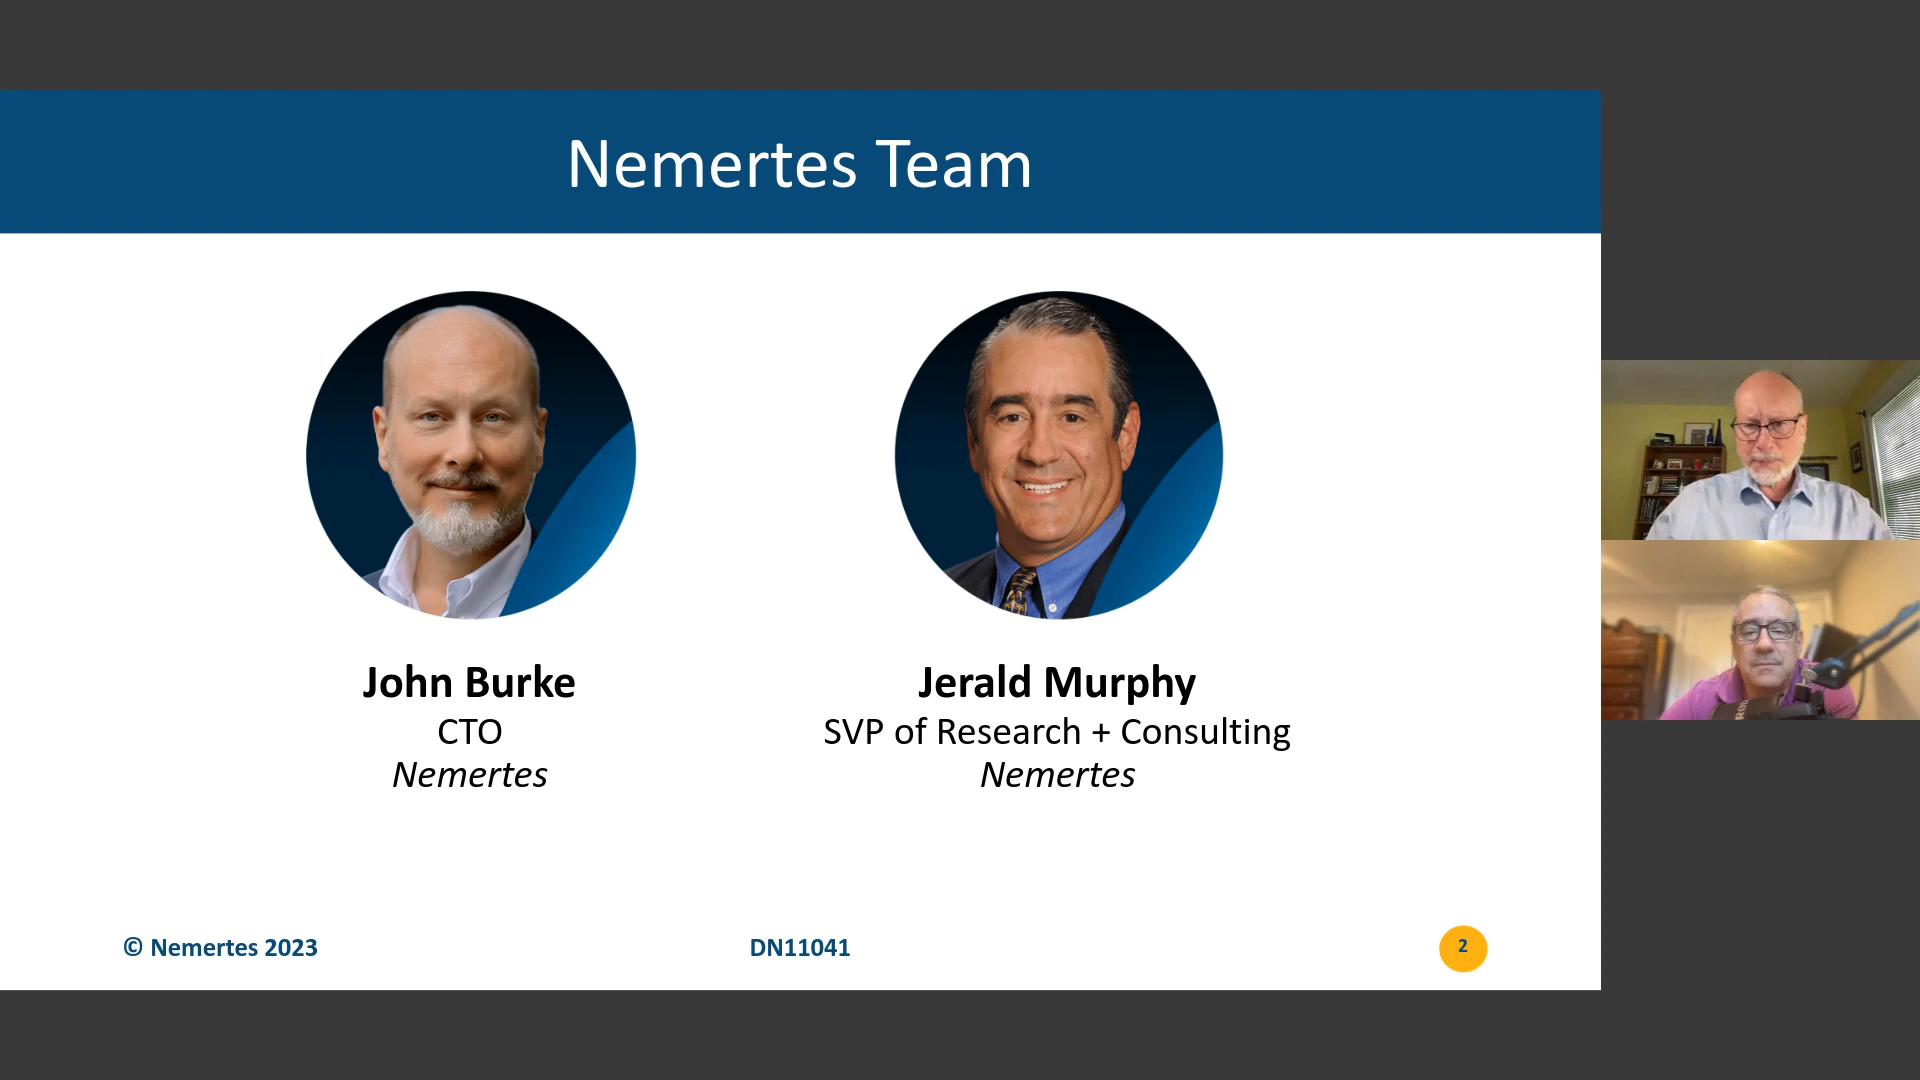 Nemertes Team
John Burke
CTO
Nemertes
Jerald Murphy
SVP of Research + Consulting
Nemertes
© Nemertes 2023
DN11041
2